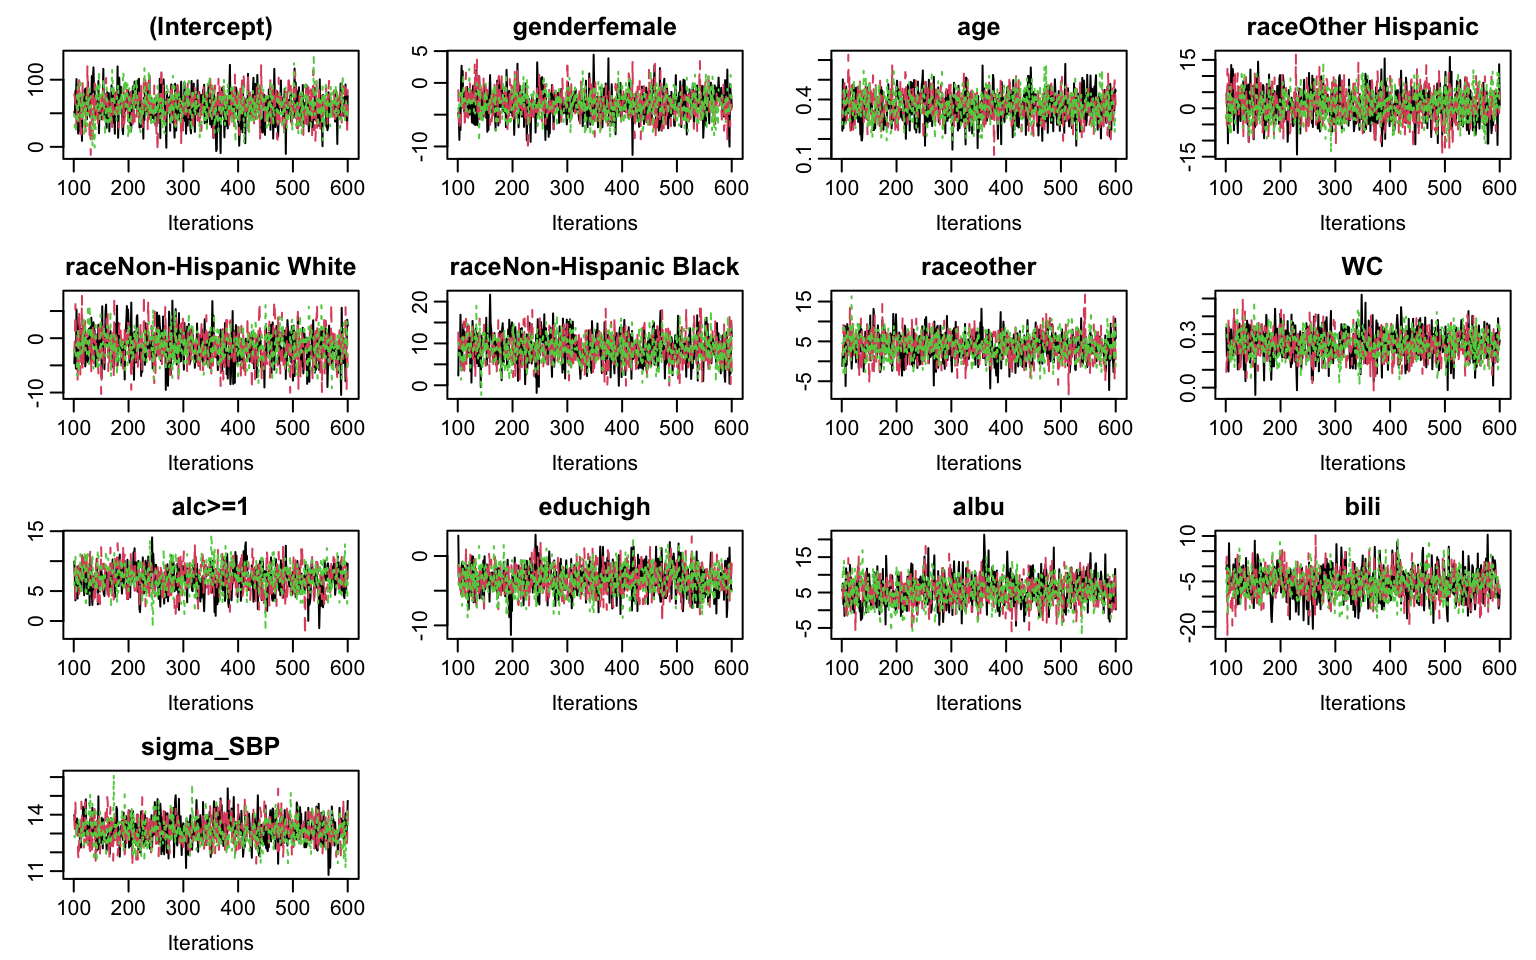 (Intercept) genderfemale age raceOther Hispanic
0 100 -10 0 5 0.1 0.4 -15 0 15
100 200 300 400 500 600 100 200 300 400 500 600 100 200 300 400 500 600 100 200 300 400 500 600
Iterations Iterations Iterations Iterations
raceNon-Hispanic White raceNon-Hispanic Black raceother WC
-10 0 0 10 20 -5 5 15 0.0 0.3
100 200 300 400 500 600 100 200 300 400 500 600 100 200 300 400 500 600 100 200 300 400 500 600
Iterations Iterations Iterations Iterations
alc>=1 educhigh albu bili
0 5 15 -10 0 -5 5 15 -20 -5 10
100 200 300 400 500 600 100 200 300 400 500 600 100 200 300 400 500 600 100 200 300 400 500 600
Iterations Iterations Iterations Iterations
sigma_SBP
11 14
100 200 300 400 500 600
Iterations